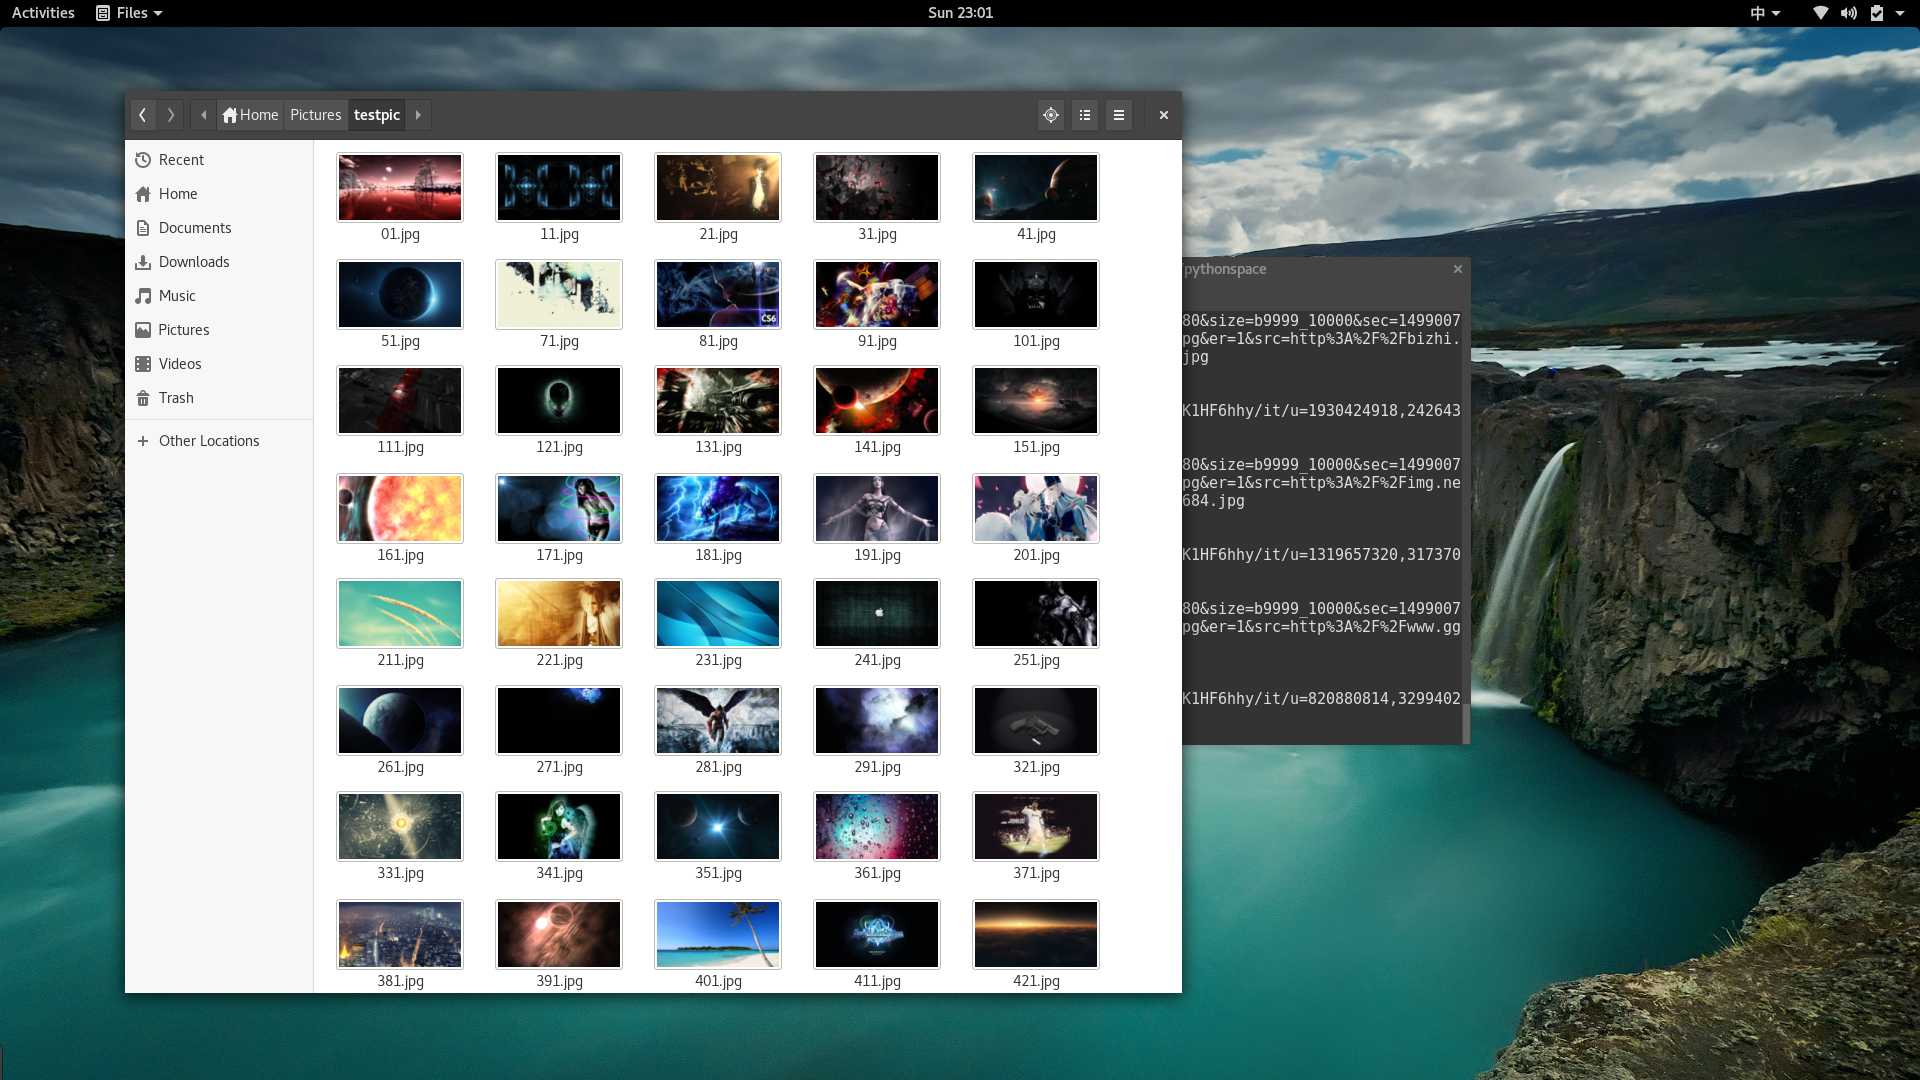 Activities
Files
Sun 23:01
中
Home
Pictures
testpic
Recent
Home
Documents
Downloads
Music
Pictures
Videos
Trash
Other Locations
01.jpg
11.jpg
21.jpg
31.jpg
41.jpg
CS6
51.jpg
71.jpg
81.jpg
91.jpg
101.jpg
111.jpg
121.jpg
131.jpg
141.jpg
151.jpg
161.jpg
171.jpg
181.jpg
191.jpg
201.jpg
211.jpg
221.jpg
231.jpg
241.jpg
251.jpg
261.jpg
271.jpg
281.jpg
291.jpg
321.jpg
331.jpg
341.jpg
351.jpg
361.jpg
371.jpg
381.jpg
391.jpg
401.jpg
411.jpg
421.jpg
/pythonspace
80&size=b9999_10000&sec=1499007
pg&er=1&src=http%3A%2F%2Fbizhi.
jpg
K1HF6hhy/it/u=1930424918,242643
80&size=b9999_10000&sec=1499007
pg&er=1&src=http%3A%2F%2Fimg.ne
684.jpg
K1HF6hhy/it/u=1319657320,317370
80&size=b9999_10000&sec=1499007
pg&er=1&src=http%3A%2F%2Fwww.gg
K1HF6hhy/it/u=820880814,3299402